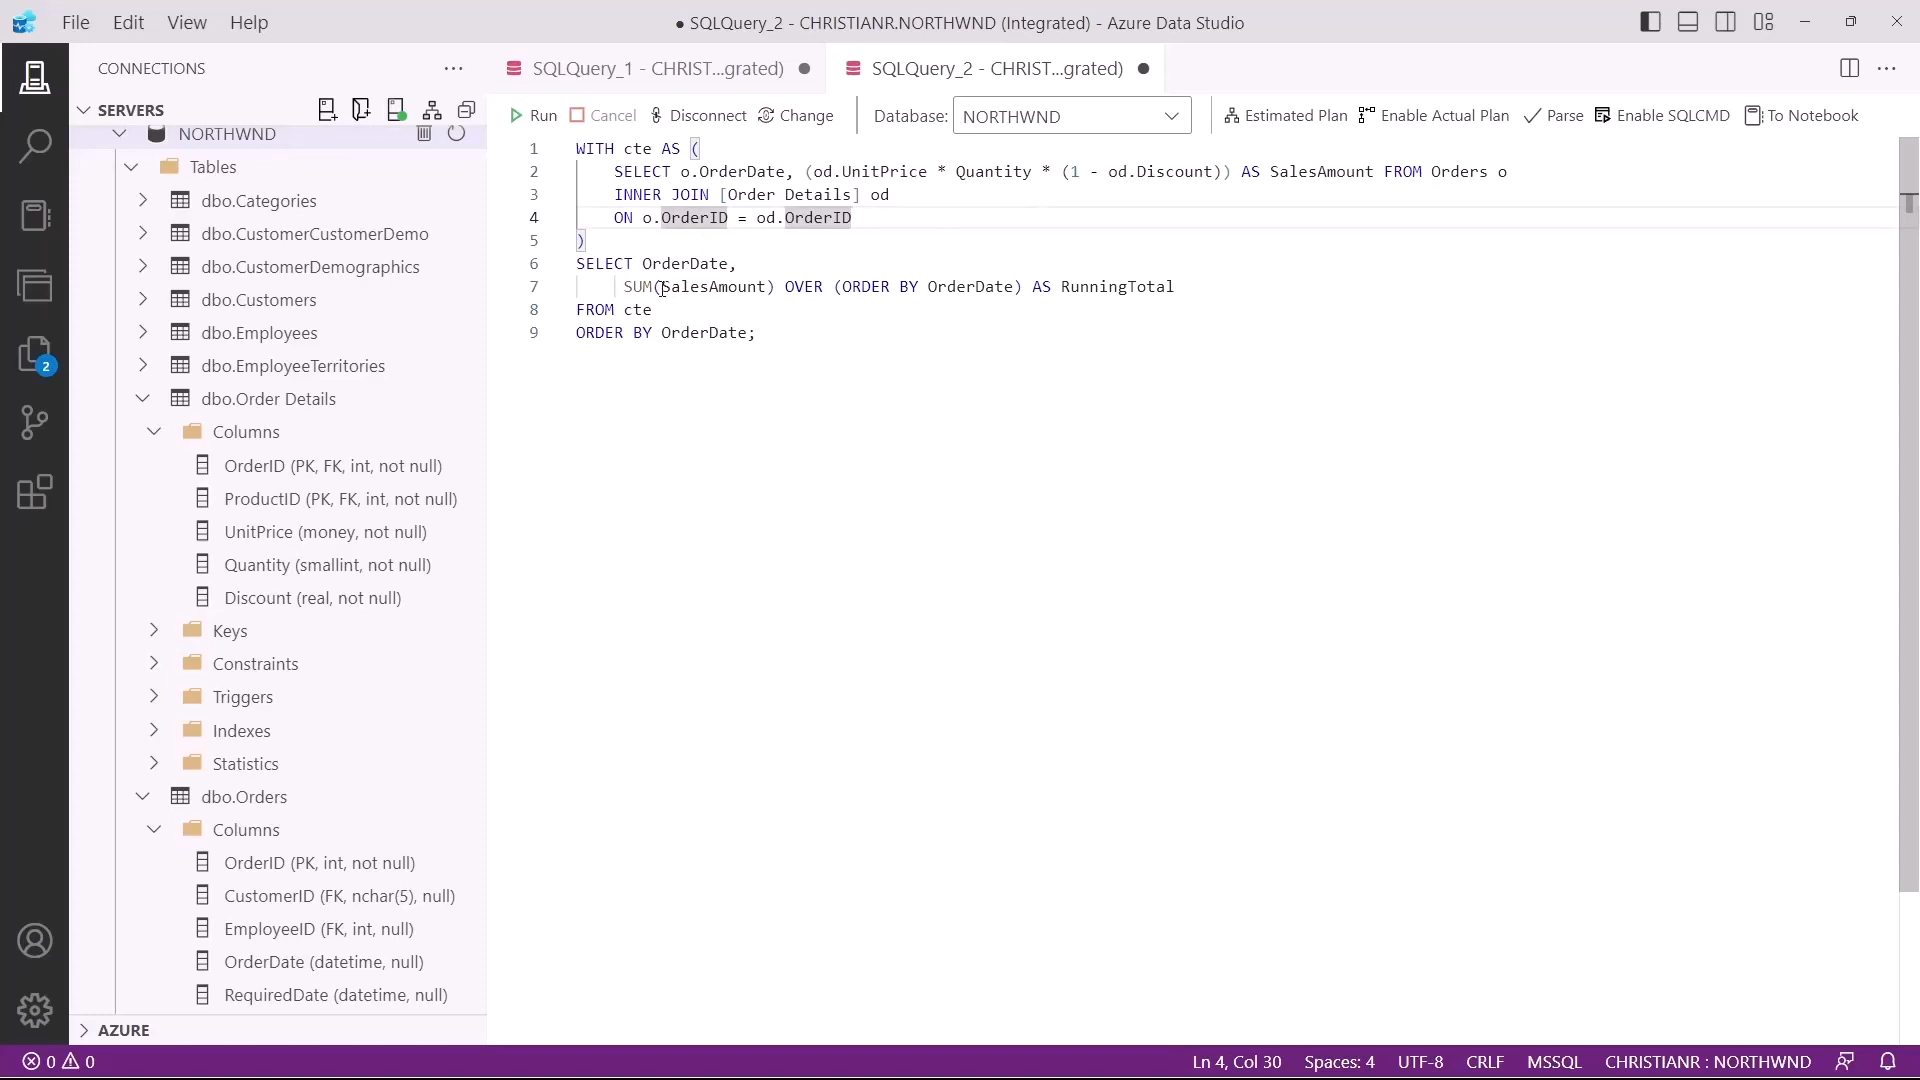 File Edit View Help
● SQLQuery_2 - CHRISTIANR.NORTHWND (Integrated) - Azure Data Studio
CONNECTIONS
SQLQuery_1 - CHRIST...grated)
SQLQuery_2 - CHRIST...grated)
SERVERS
Run Cancel Disconnect Change Database: NORTHWND Estimated Plan Enable Actual Plan Parse Enable SQLCMD To Notebook
NORTHWND
Tables
dbo.Categories
dbo.CustomerCustomerDemo
dbo.CustomerDemographics
dbo.Customers
dbo.Employees
dbo.EmployeeTerritories
dbo.Order Details
Columns
OrderID (PK, FK, int, not null)
ProductID (PK, FK, int, not null)
UnitPrice (money, not null)
Quantity (smallint, not null)
Discount (real, not null)
Keys
Constraints
Triggers
Indexes
Statistics
dbo.Orders
Columns
OrderID (PK, int, not null)
CustomerID (FK, nchar(5), null)
EmployeeID (FK, int, null)
OrderDate (datetime, null)
RequiredDate (datetime, null)
AZURE
2
1 WITH cte AS (
2 SELECT o.OrderDate, (od.UnitPrice * Quantity * (1 - od.Discount)) AS SalesAmount FROM Orders o
3 INNER JOIN [Order Details] od
4 ON o.OrderID = od.OrderID
5 )
6 SELECT OrderDate,
7 SUM(SalesAmount) OVER (ORDER BY OrderDate) AS RunningTotal
8 FROM cte
9 ORDER BY OrderDate;
0 0
Ln 4, Col 30 Spaces: 4 UTF-8 CRLF MSSQL CHRISTIANR : NORTHWND